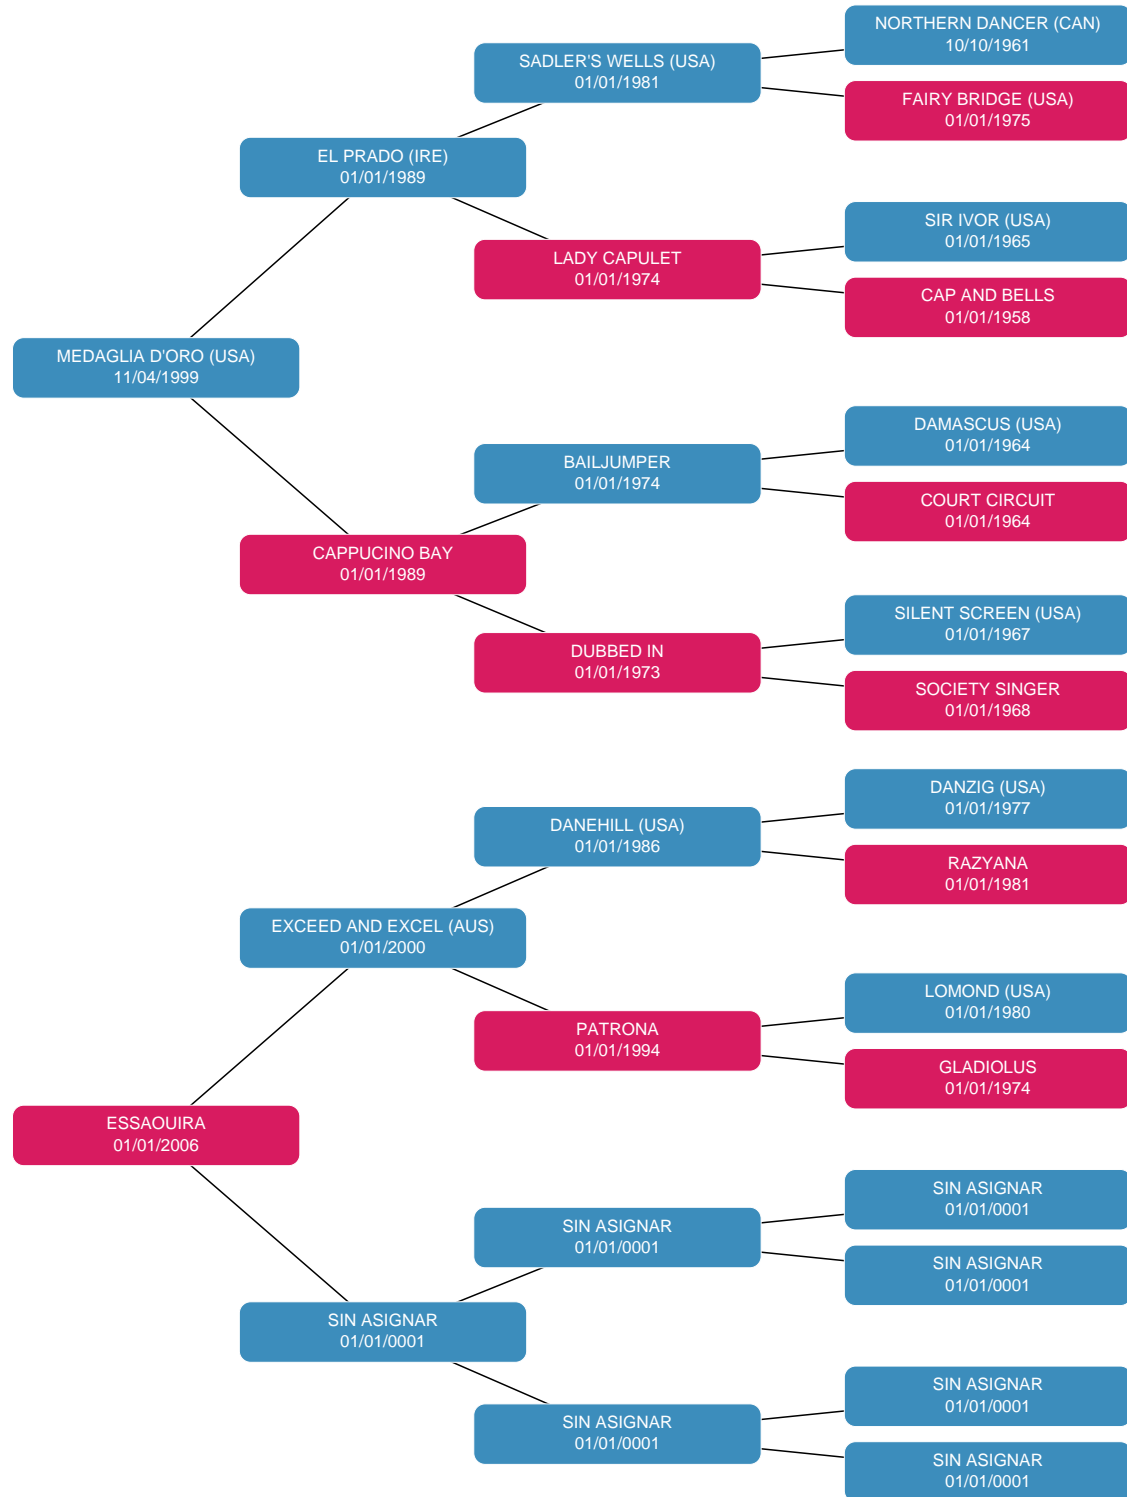 NORTHERN DANCER (CAN)
10/10/1961
SADLER'S WELLS (USA)
01/01/1981
FAIRY BRIDGE (USA)
01/01/1975
EL PRADO (IRE)
01/01/1989
SIR IVOR (USA)
01/01/1965
LADY CAPULET
01/01/1974
CAP AND BELLS
01/01/1958
MEDAGLIA D'ORO (USA)
11/04/1999
DAMASCUS (USA)
01/01/1964
BAILJUMPER
01/01/1974
COURT CIRCUIT
01/01/1964
CAPPUCINO BAY
01/01/1989
SILENT SCREEN (USA)
01/01/1967
DUBBED IN
01/01/1973
SOCIETY SINGER
01/01/1968
DANZIG (USA)
01/01/1977
DANEHILL (USA)
01/01/1986
RAZYANA
01/01/1981
EXCEED AND EXCEL (AUS)
01/01/2000
LOMOND (USA)
01/01/1980
PATRONA
01/01/1994
GLADIOLUS
01/01/1974
ESSAOUIRA
01/01/2006
SIN ASIGNAR
01/01/0001
SIN ASIGNAR
01/01/0001
SIN ASIGNAR
01/01/0001
SIN ASIGNAR
01/01/0001
SIN ASIGNAR
01/01/0001
SIN ASIGNAR
01/01/0001
SIN ASIGNAR
01/01/0001